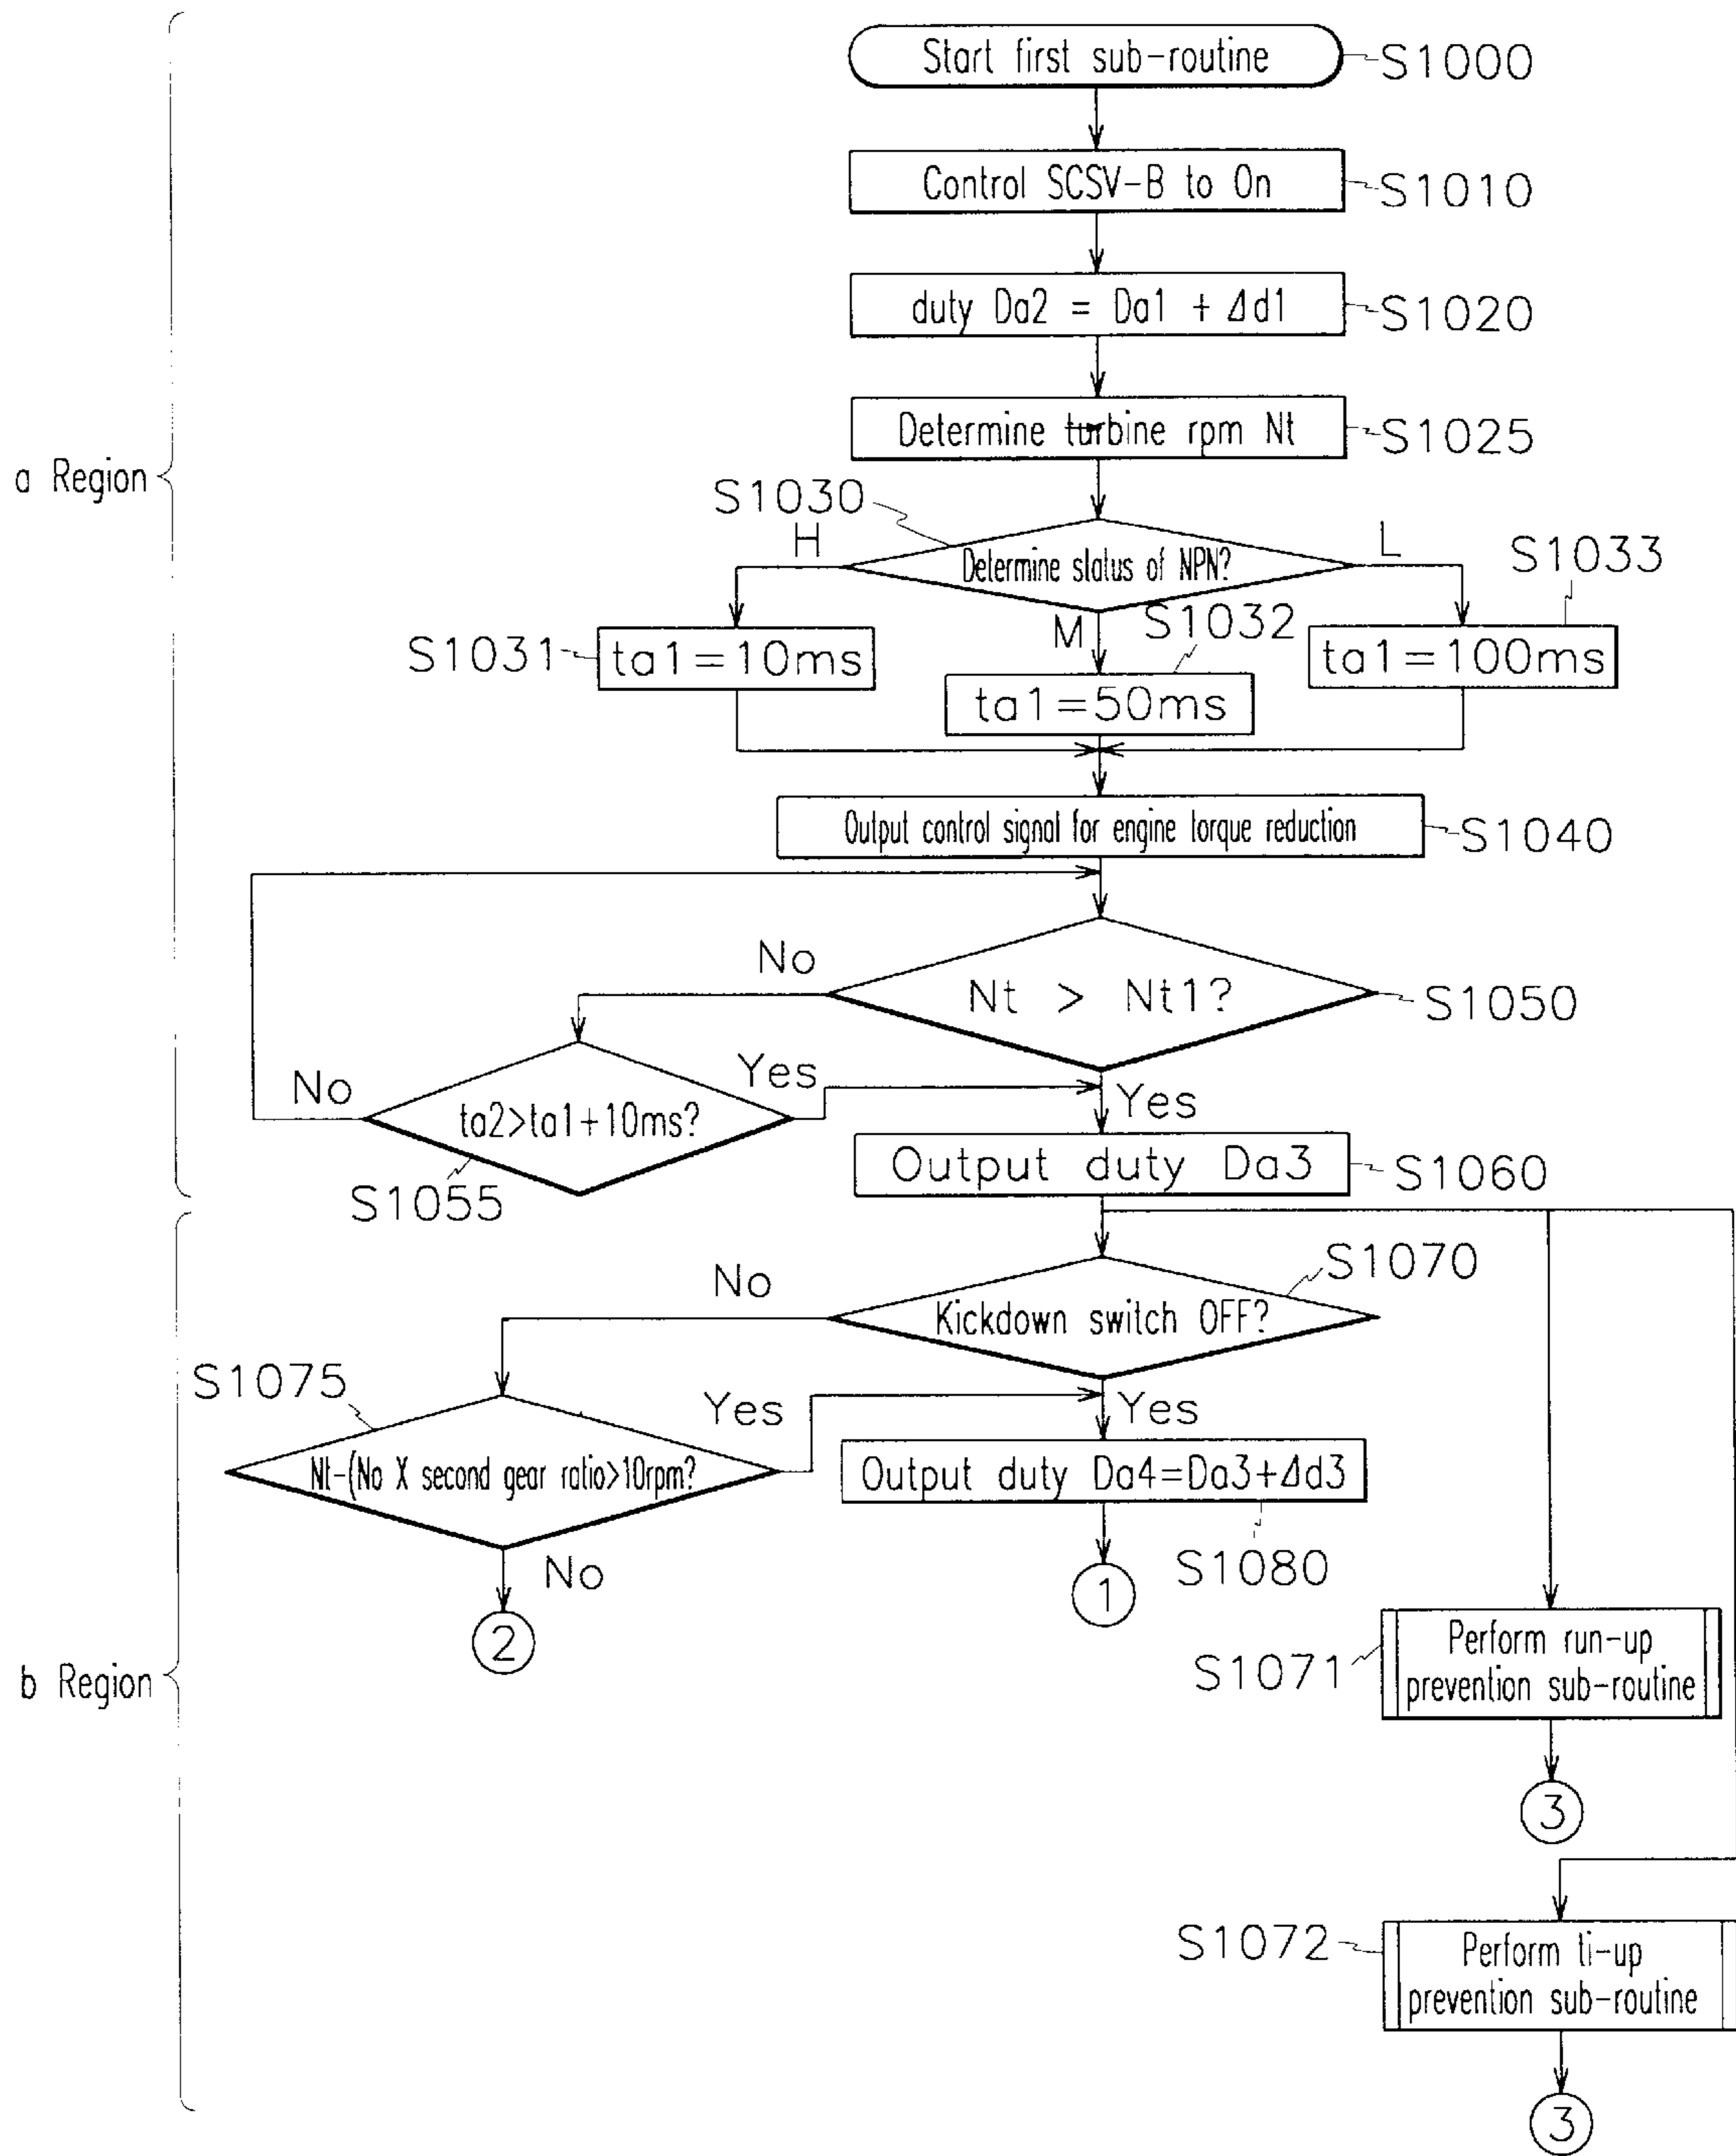 Start first sub-routine
S1000
Control SCSV-B to On
S1010
duty Da2 = Da1 + Δd1
S1020
Determine turbine rpm Nt
S1025
a Region
S1030
H
Determine status of NPN?
L
S1033
S1031
ta1=10ms
M
S1032
ta1=50ms
ta1=100ms
Output control signal for engine torque reduction
S1040
No
Nt > Nt1?
S1050
No
ta2>ta1+10ms?
Yes
Yes
S1055
Output duty Da3
S1060
No
Kickdown switch OFF?
S1070
S1075
Nt-(No X second gear ratio>10rpm?
Yes
Yes
Output duty Da4=Da3+Δd3
S1080
No
1
2
b Region
S1071
Perform run-up
prevention sub-routine
3
S1072
Perform ti-up
prevention sub-routine
3